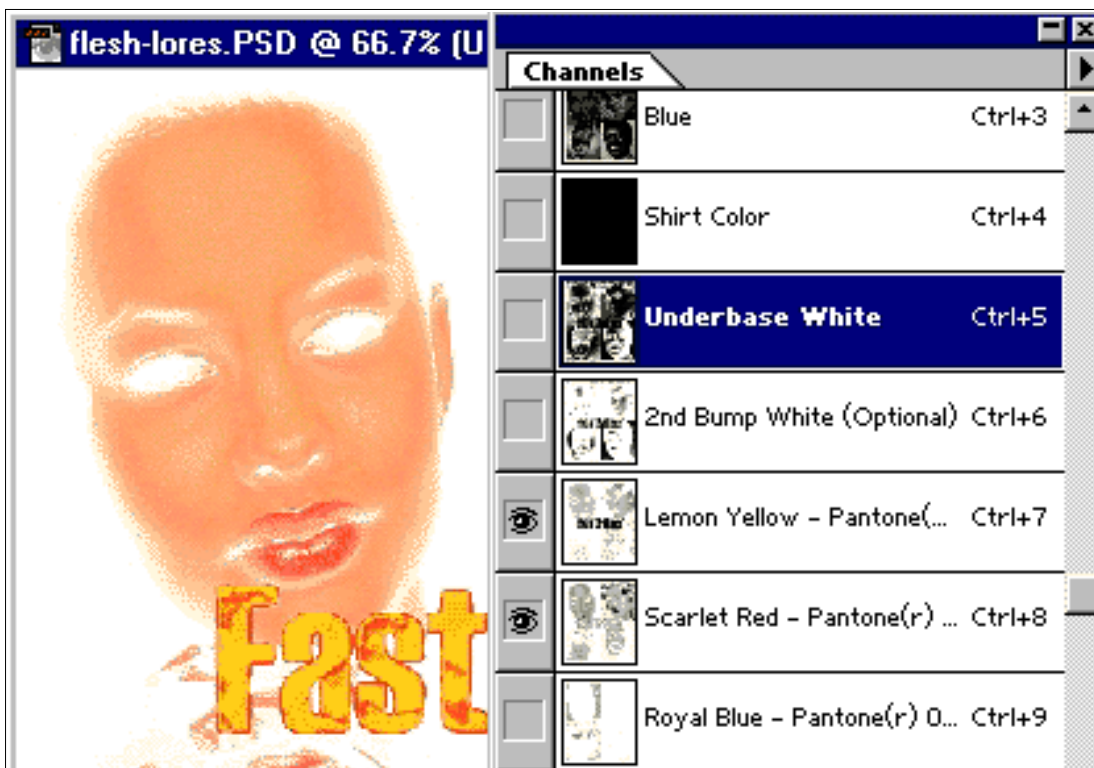 flesh-lores.PSD @ 66.7% (U
Channels
Blue Ctrl+3
Shirt Color Ctrl+4
Underbase White Ctrl+5
2nd Bump White (Optional) Ctrl+6
Lemon Yellow - Pantone(... Ctrl+7
Scarlet Red - Pantone(r) ... Ctrl+8
Royal Blue - Pantone(r) 0... Ctrl+9
Fast